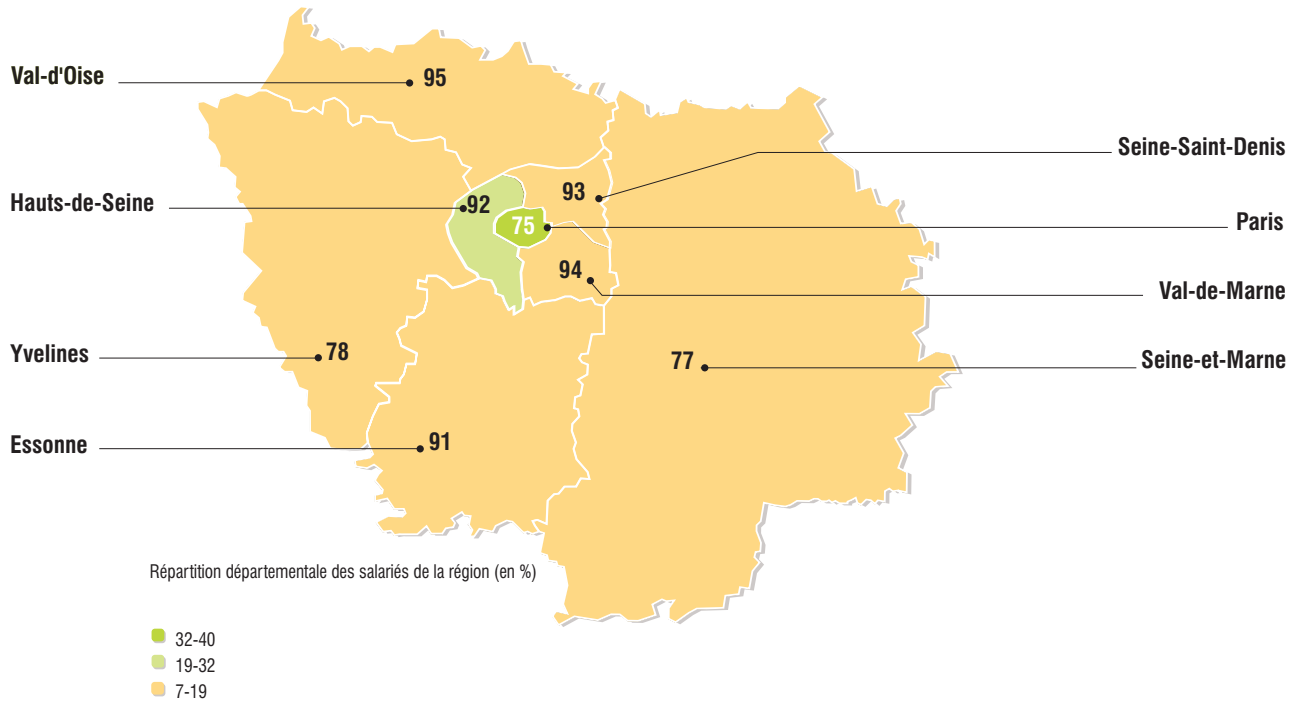 Val-d'Oise
95
Seine-Saint-Denis
93
Hauts-de-Seine
92
75
Paris
94
Val-de-Marne
Yvelines
78
77
Seine-et-Marne
Essonne
91
Répartition départementale des salariés de la région (en %)
32-40
19-32
7-19